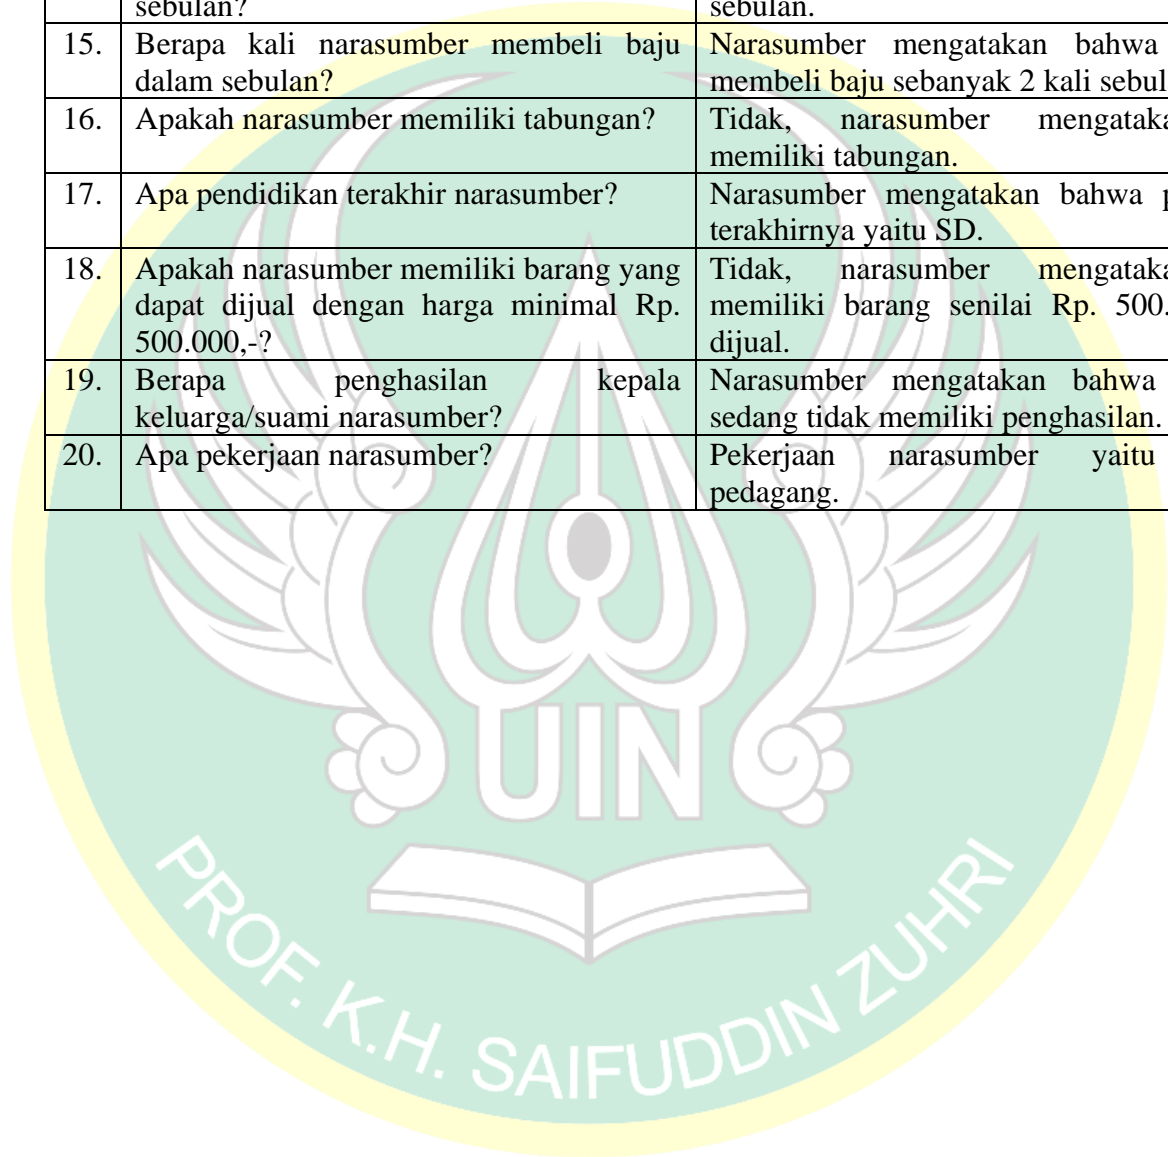 sebulan? sebulan.
15. Berapa kali narasumber membeli baju Narasumber mengatakan bahwa
dalam sebulan? membeli baju sebanyak 2 kali
16. Apakah narasumber memiliki tabungan? Tidak, narasumber
memiliki tabungan.
17. Apa pendidikan terakhir narasumber? Narasumber mengatakan bahwa
terakhirnya yaitu SD.
18. Apakah narasumber memiliki barang yang Tidak, narasumber
dapat dijual dengan harga minimal Rp. memiliki barang senilai Rp. 500.
500.000,-? dijual.
19. Berapa penghasilan kepala Narasumber mengatakan bahwa
keluarga/suami narasumber? sedang tidak memiliki penghasilan.
20. Apa pekerjaan narasumber? Pekerjaan narasumber yaitu
pedagang.
UIN
PROF. K.H. SAIFUDDIN ZUHRI